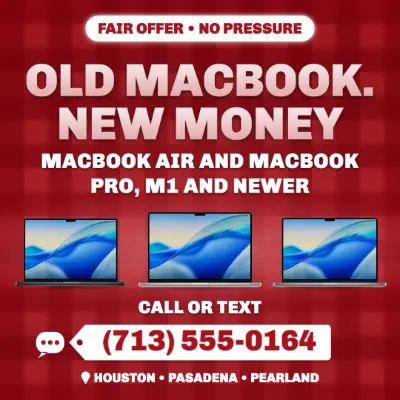 FAIR OFFER • NO PRESSURE
OLD MACBOOK.
NEW MONEY
MACBOOK AIR AND MACBOOK
PRO, M1 AND NEWER
CALL OR TEXT
(713) 555-0164
HOUSTON • PASADENA • PEARLAND